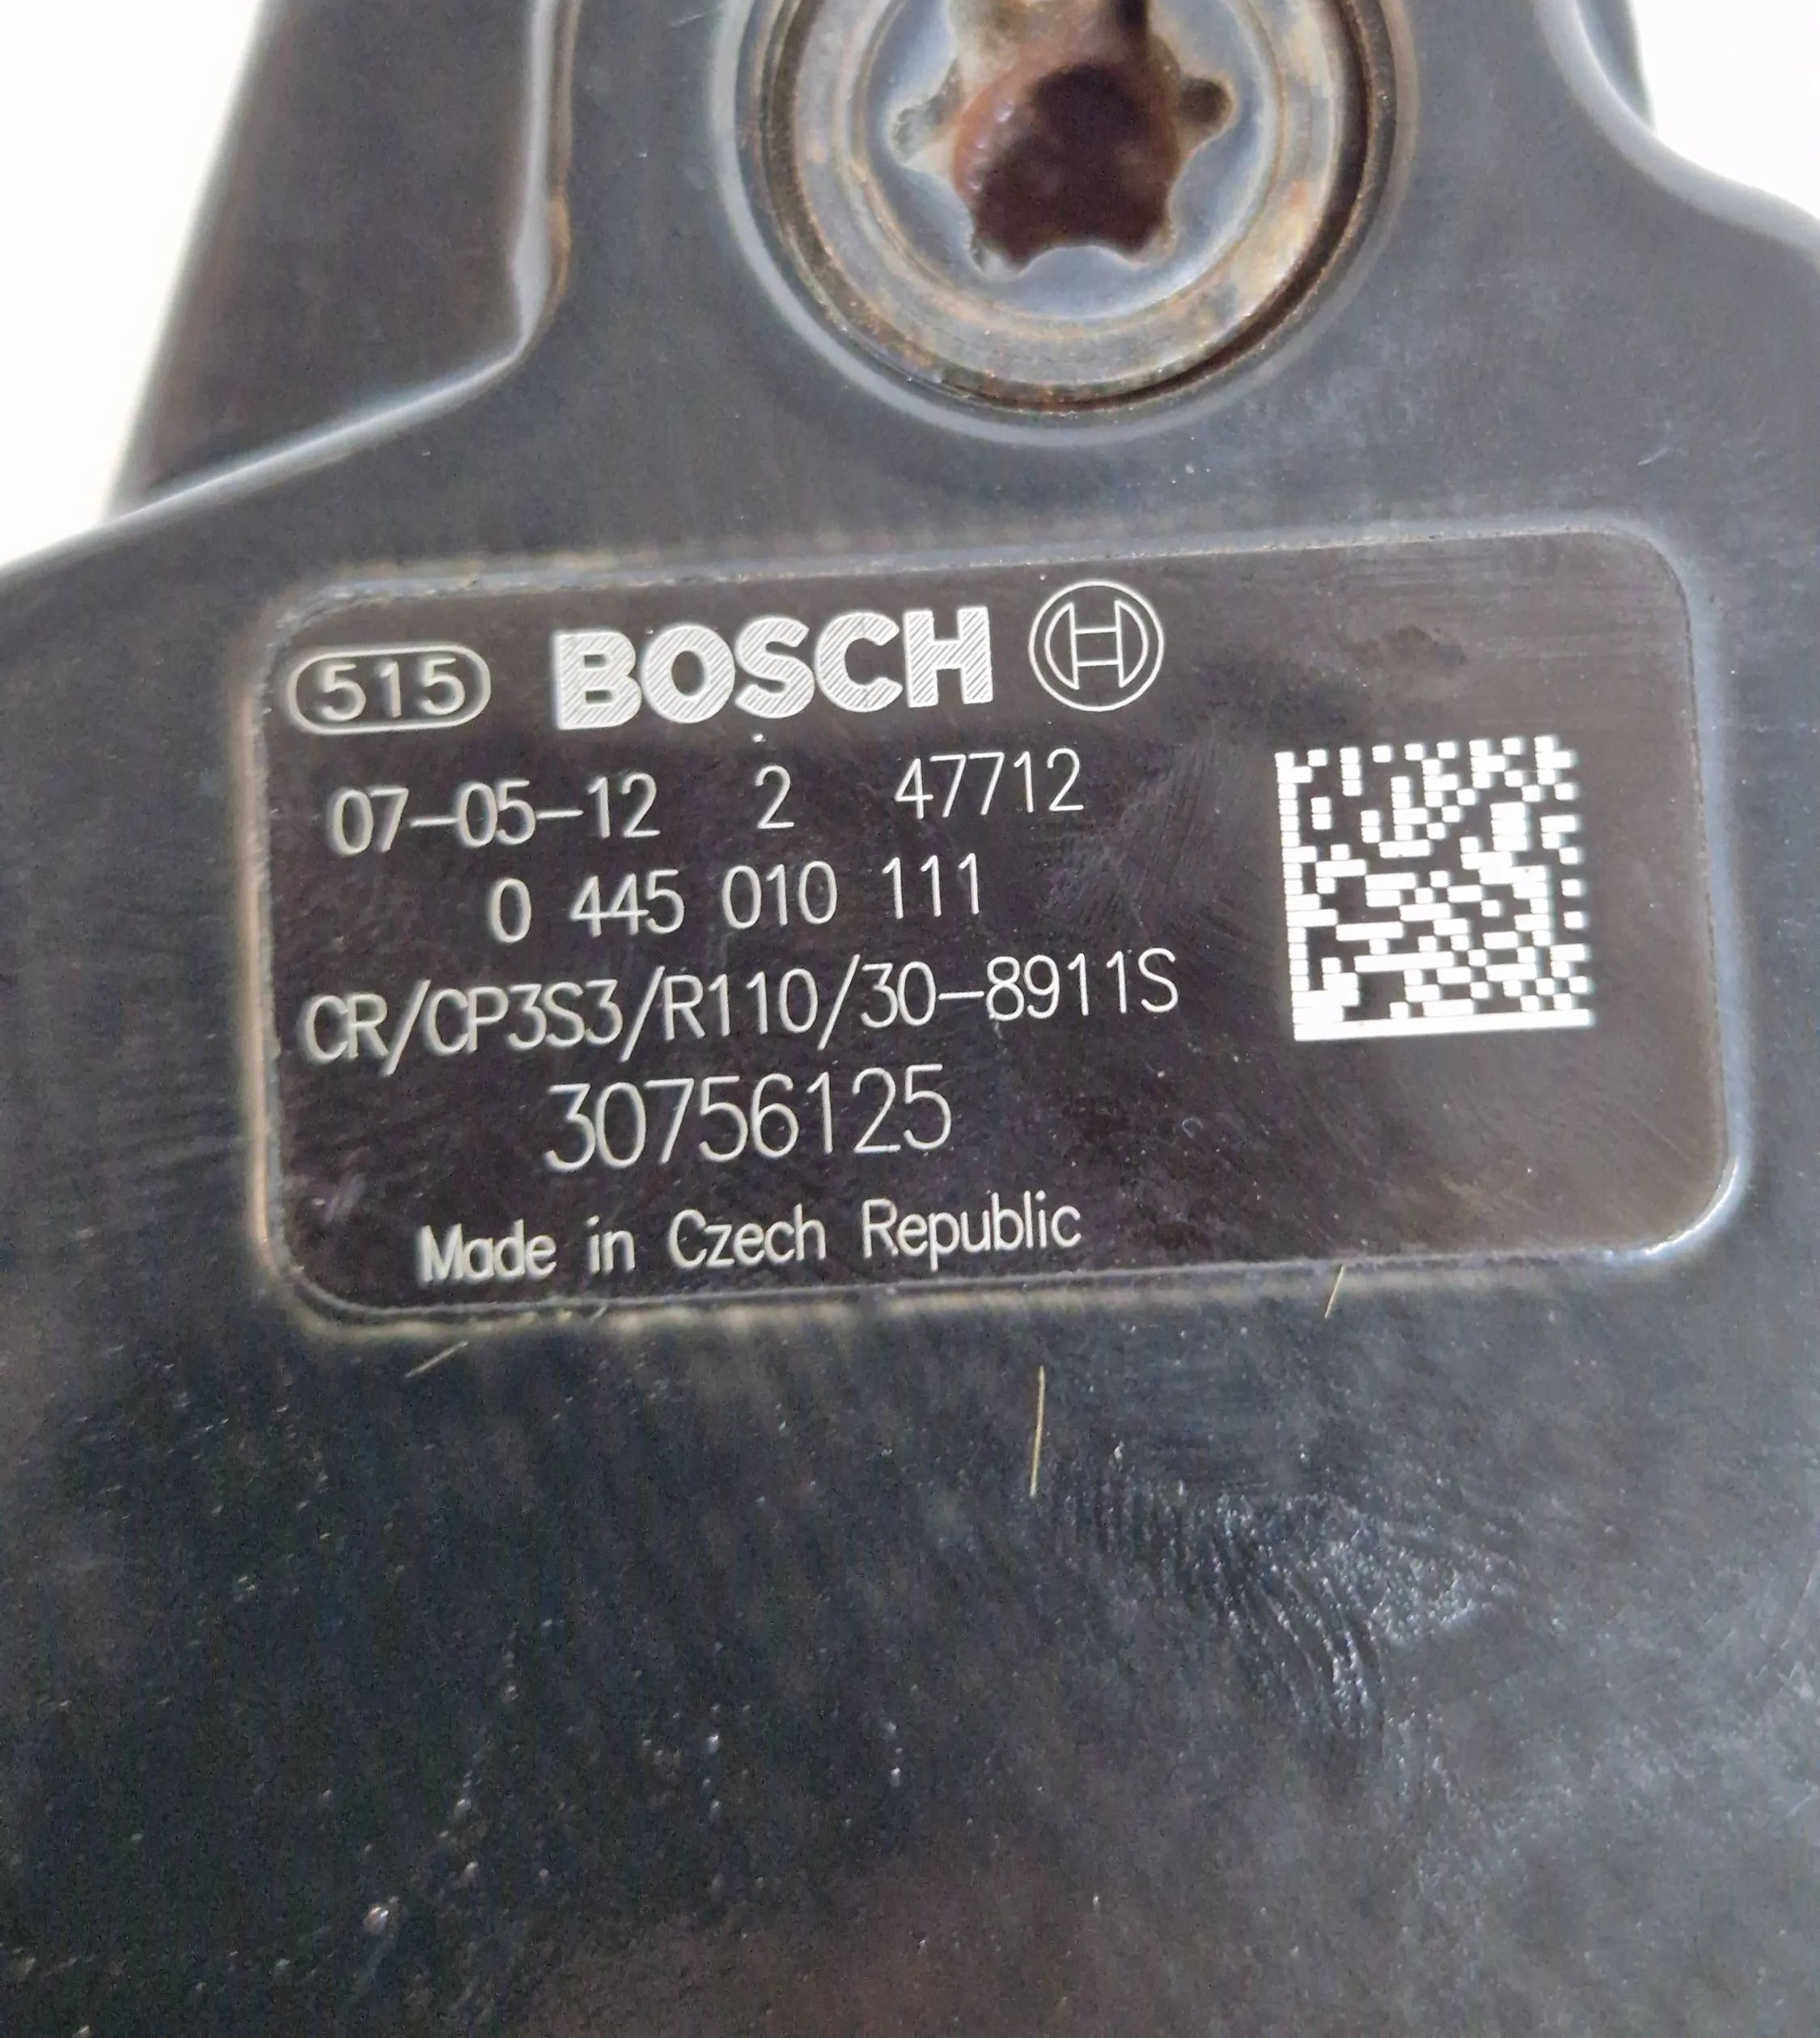 515 BOSCH
07-05-12 2 47712
0 445 010 111
CR/CP3S3/R110/30-8911S
30756125
Made in Czech Republic